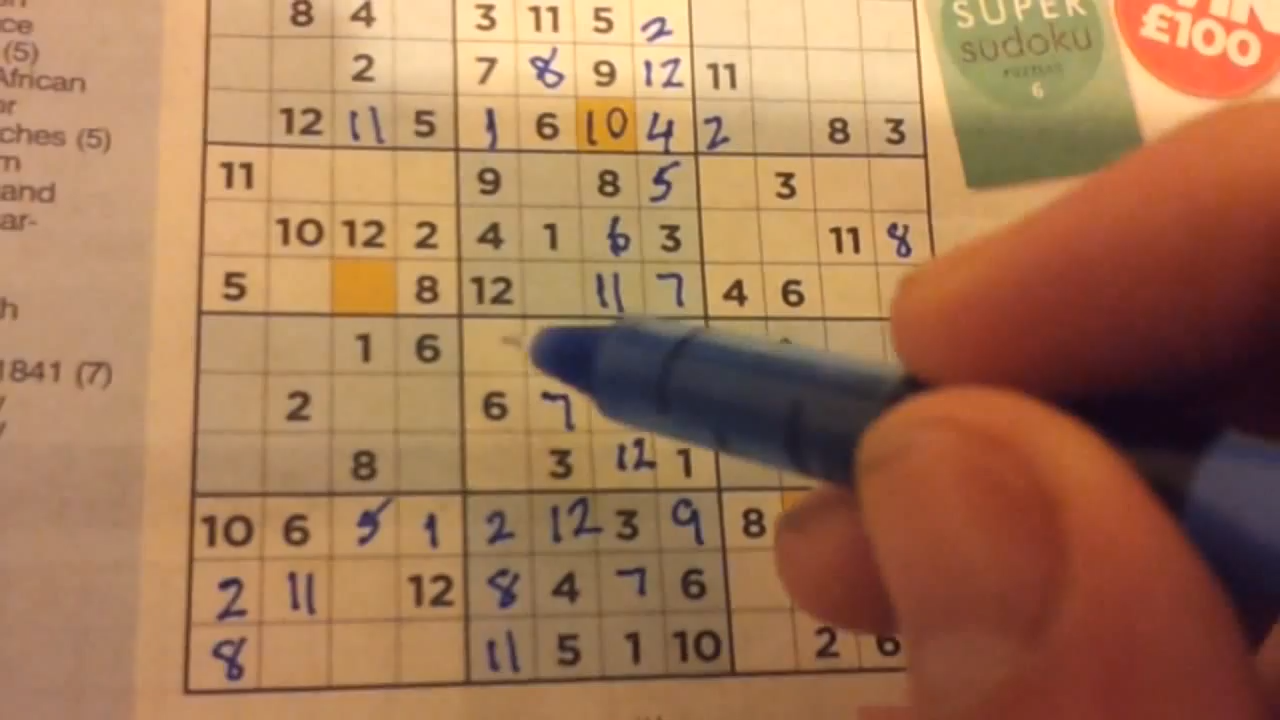 ce
(5)
African
or
ches (5)
m
and
ar-
h
1841 (7)
y
y
8 4 3 11 5 2
2 7 8 9 12 11
12 11 5 1 6 10 4 2 8 3
11 9 8 5 3
10 12 2 4 1 6 3 11 8
5 8 12 11 7 4 6
1 6
2 6 7
8 3 12 1
10 6 5 1 2 12 3 9 8
2 11 12 8 4 7 6
8 11 5 1 10 2 6
SUPER
sudoku
6
£100